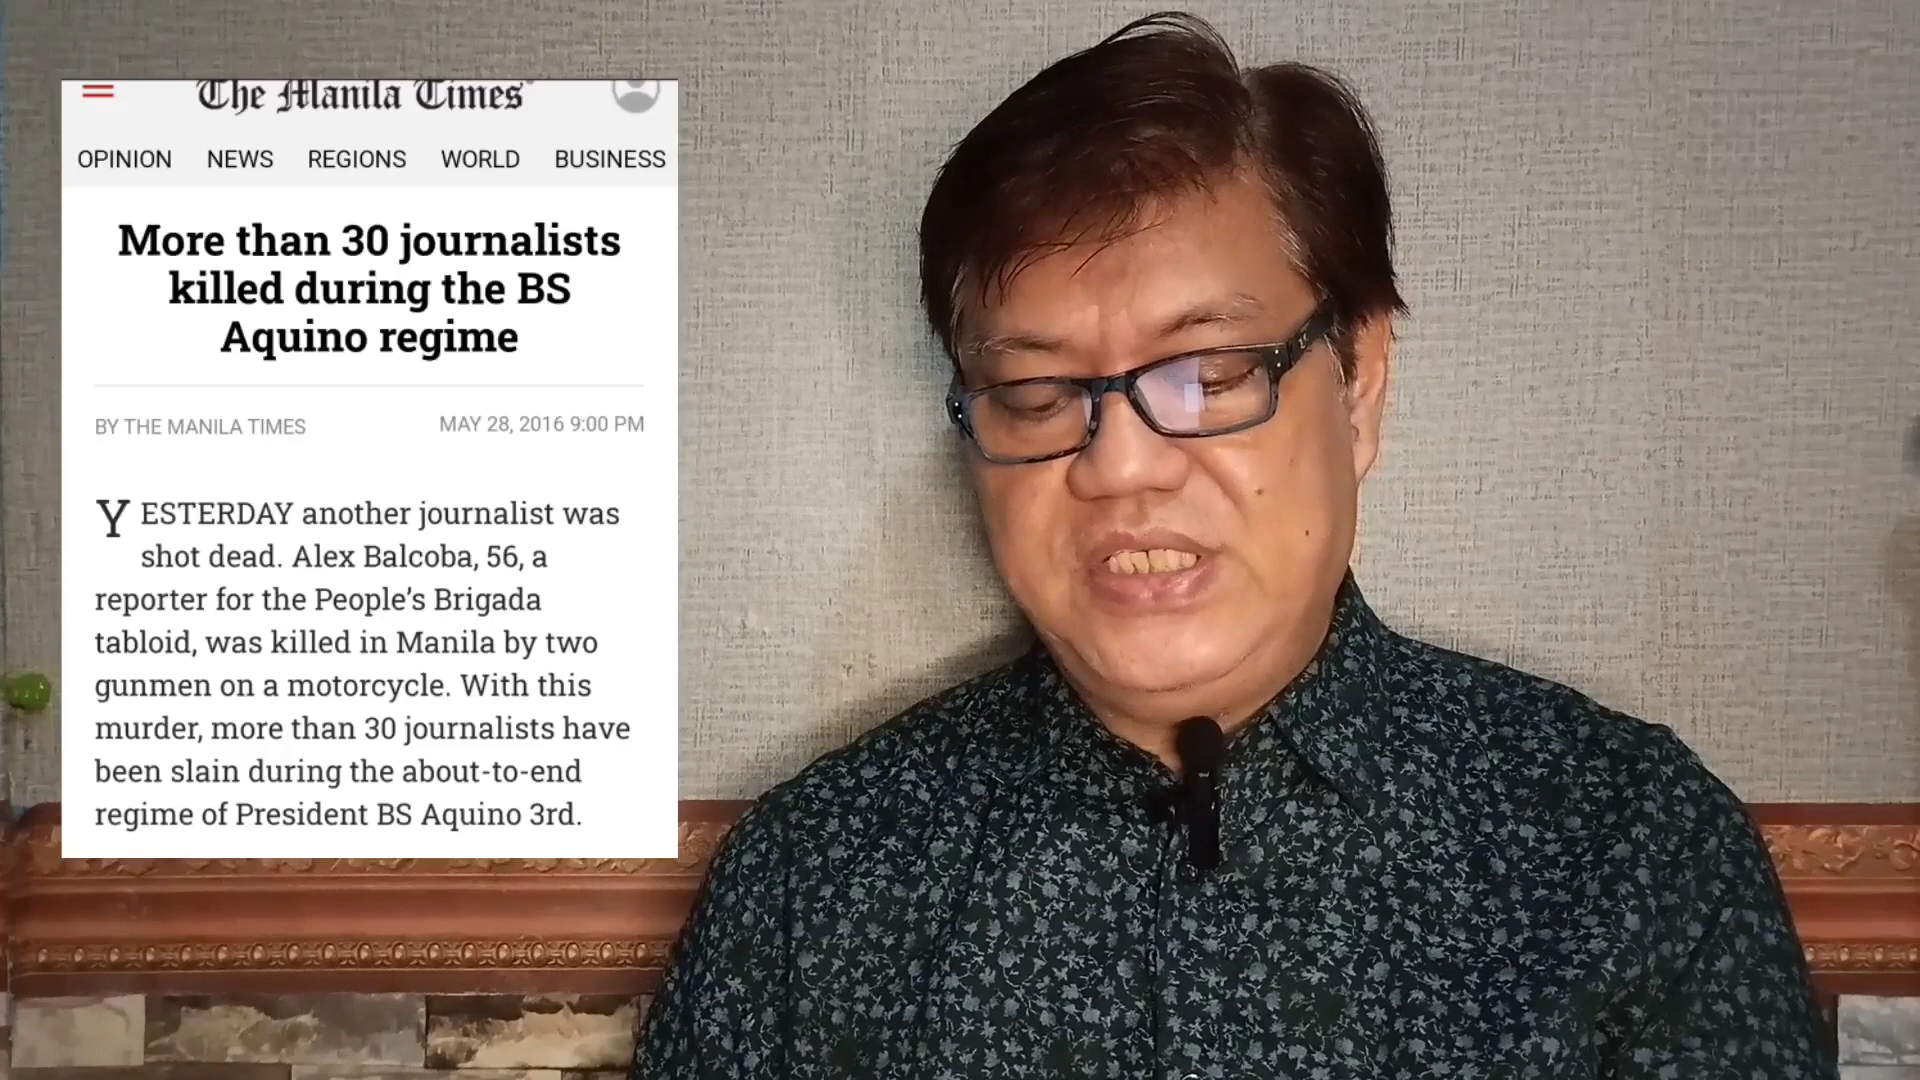 The Manila Times
OPINION NEWS REGIONS WORLD BUSINESS
More than 30 journalists
killed during the BS
Aquino regime
BY THE MANILA TIMES MAY 28, 2016 9:00 PM
YESTERDAY another journalist was
shot dead. Alex Balcoba, 56, a
reporter for the People’s Brigada
tabloid, was killed in Manila by two
gunmen on a motorcycle. With this
murder, more than 30 journalists have
been slain during the about-to-end
regime of President BS Aquino 3rd.